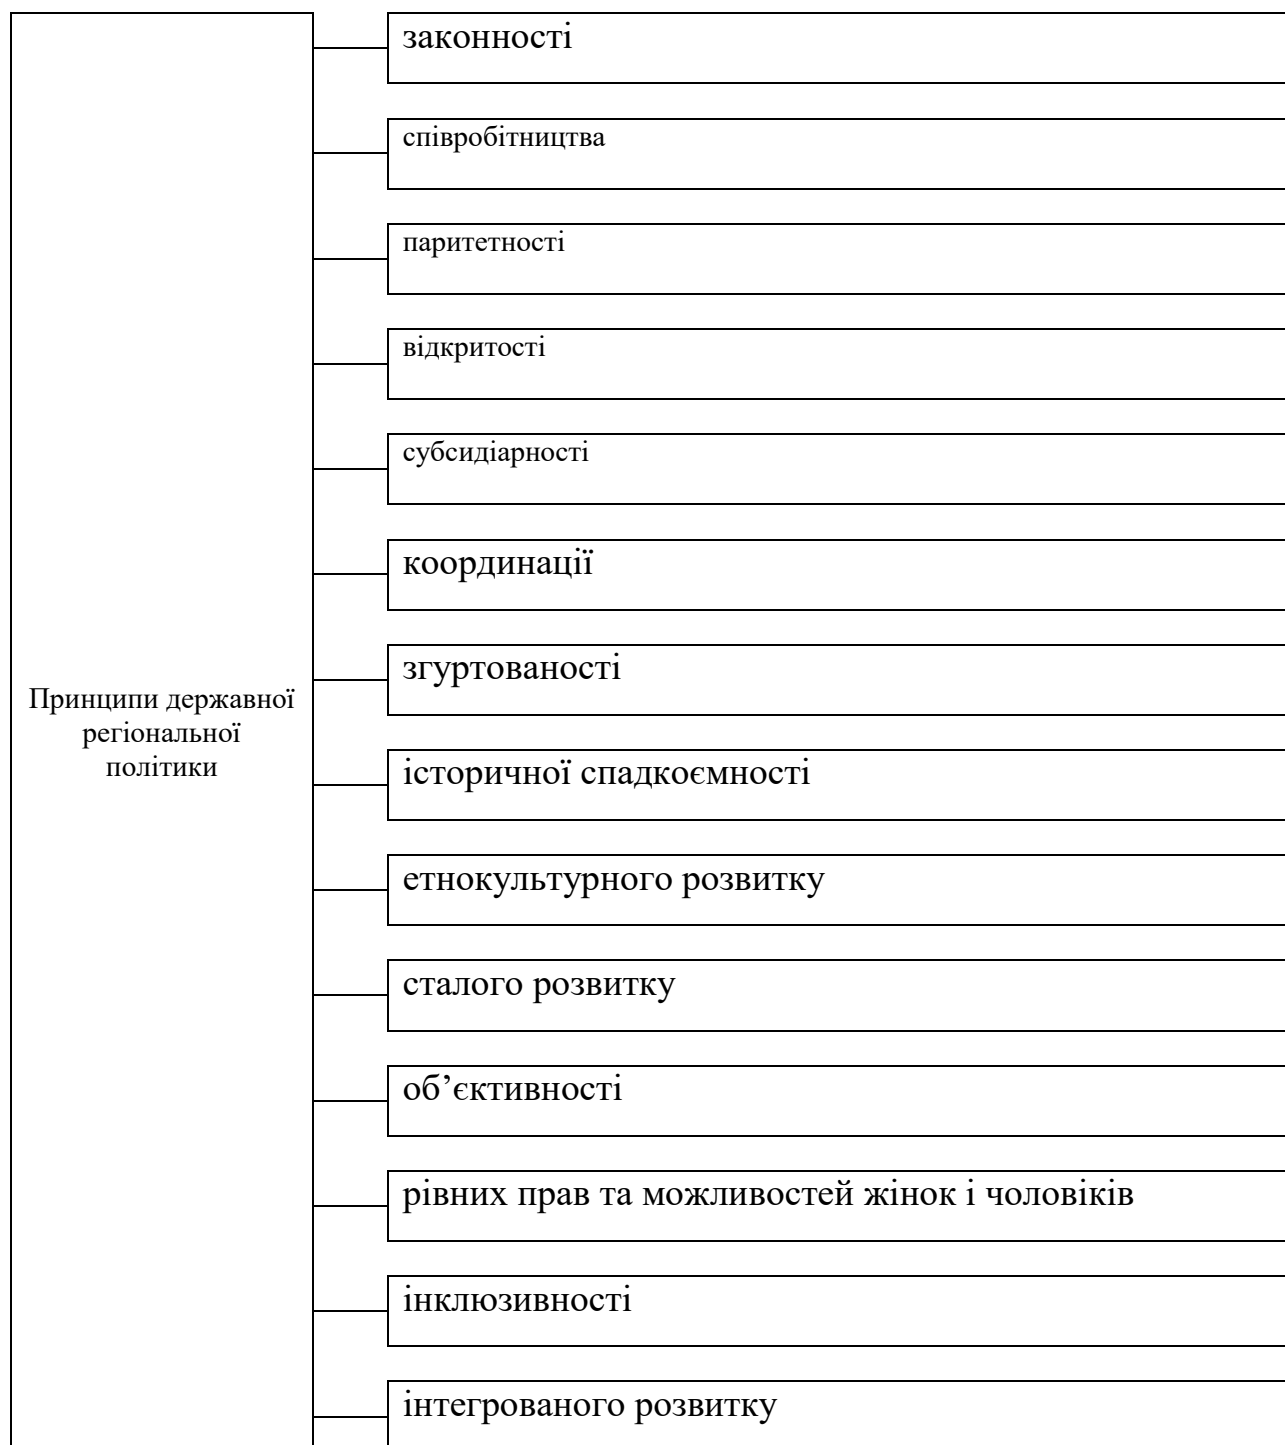 законності
співробітництва
паритетності
відкритості
субсидіарності
координації
згуртованості
Принципи державної
регіональної
політики
історичної спадкоємності
етнокультурного розвитку
сталого розвитку
об’єктивності
рівних прав та можливостей жінок і чоловіків
інклюзивності
інтегрованого розвитку